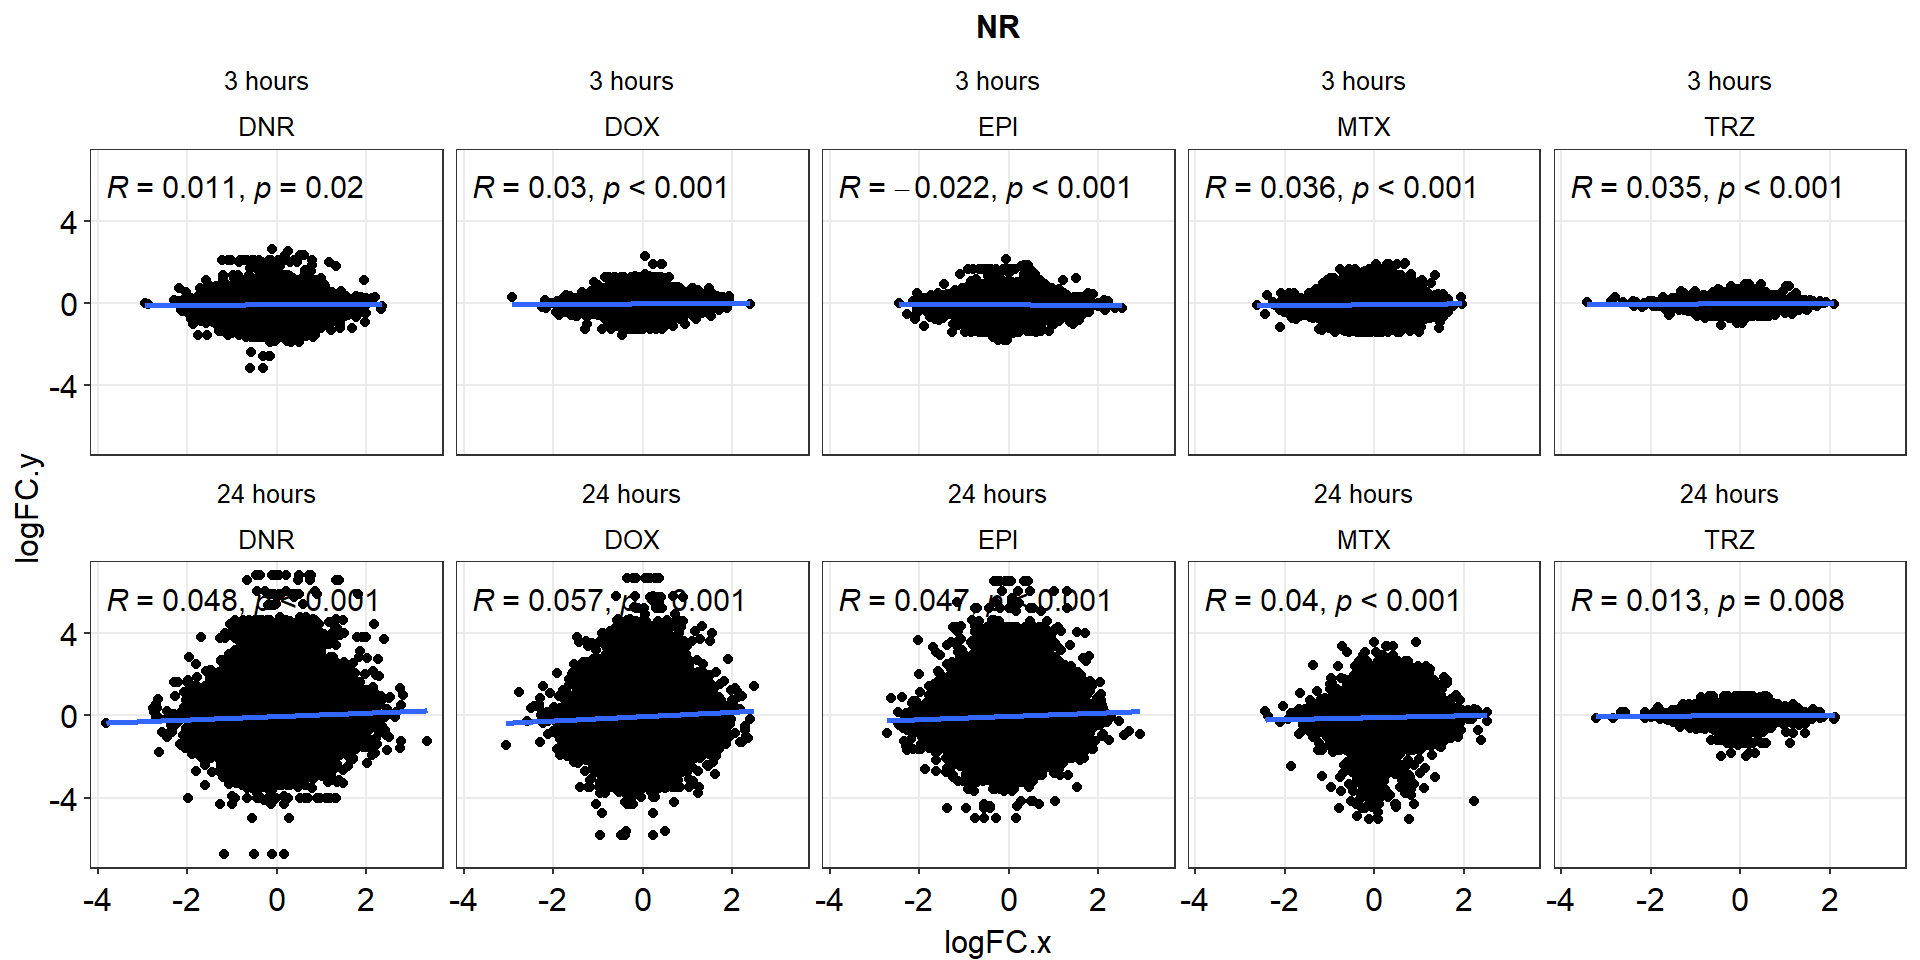 NR
3 hours 3 hours 3 hours 3 hours 3 hours
DNR DOX EPI MTX TRZ
R = 0.011, p = 0.02 R = 0.03, p < 0.001 R = −0.022, p < 0.001 R = 0.036, p < 0.001 R = 0.035, p < 0.001
4
0
-4
logFC.y
24 hours 24 hours 24 hours 24 hours 24 hours
DNR DOX EPI MTX TRZ
R = 0.048, p < 0.001 R = 0.057, p < 0.001 R = 0.047, p < 0.001 R = 0.04, p < 0.001 R = 0.013, p = 0.008
4
0
-4
-4 -2 0 2 -4 -2 0 2 -4 -2 0 2 -4 -2 0 2 -4 -2 0 2
logFC.x